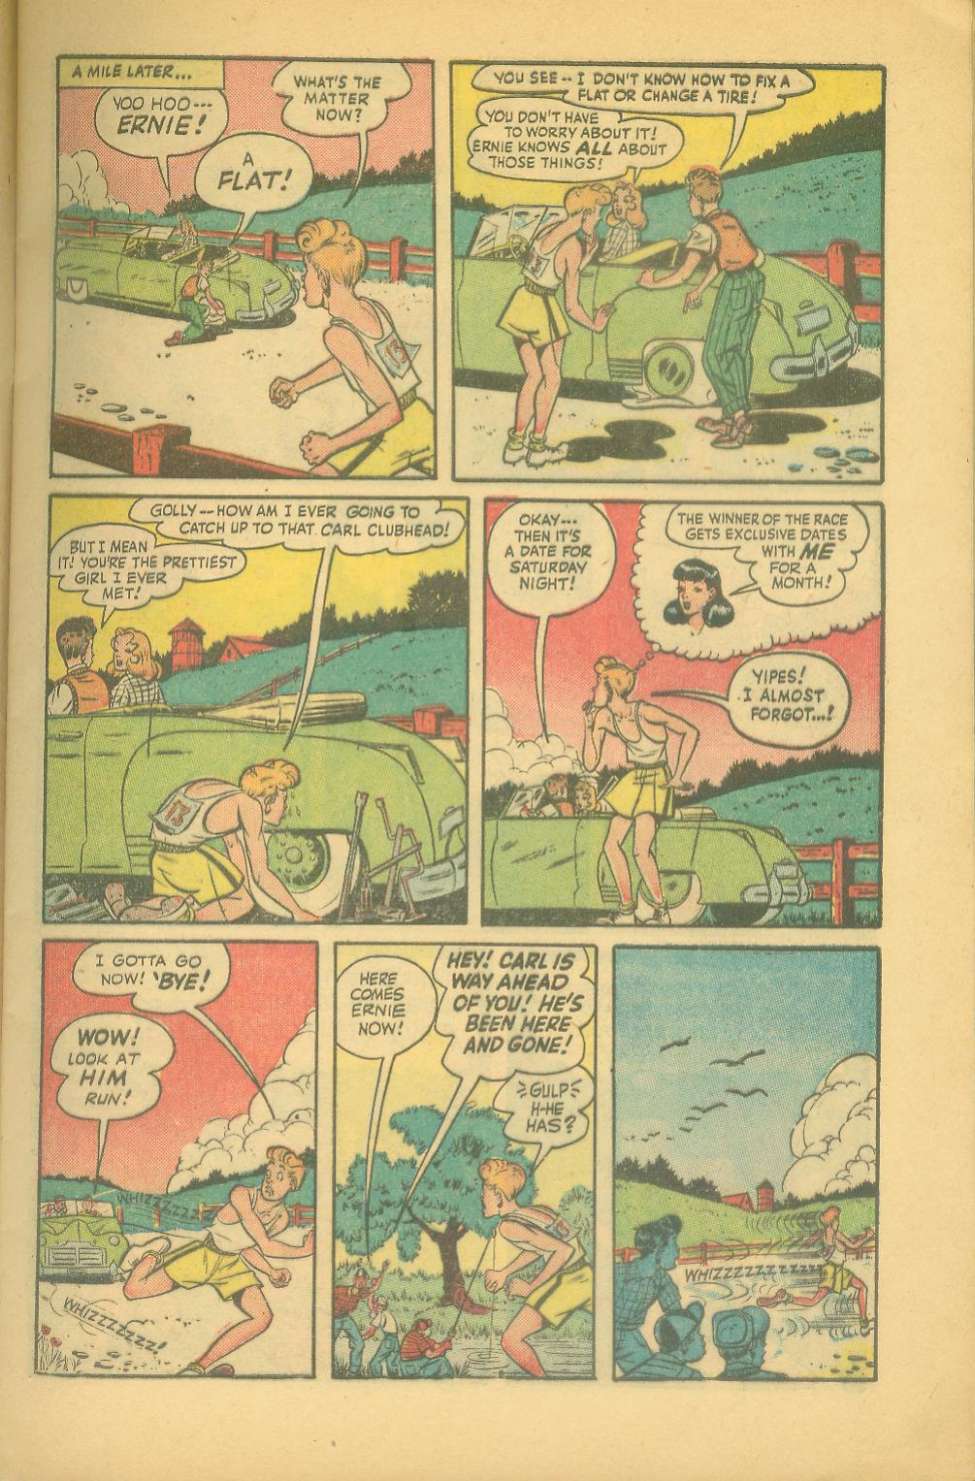 A MILE LATER...
YOO HOO---
ERNIE!
A
FLAT!
WHAT'S THE
MATTER
NOW?
13
YOU SEE-- I DON'T KNOW HOW TO FIX A
FLAT OR CHANGE A TIRE!
YOU DON'T HAVE
TO WORRY ABOUT IT!
ERNIE KNOWS ALL ABOUT
THOSE THINGS!
GOLLY--HOW AM I EVER GOING TO
CATCH UP TO THAT CARL CLUBHEAD!
BUT I MEAN
IT! YOU'RE THE PRETTIEST
GIRL I EVER
MET!
13
OKAY---
THEN IT'S
A DATE FOR
SATURDAY
NIGHT!
THE WINNER OF THE RACE
GETS EXCLUSIVE DATES
WITH ME
FOR A
MONTH!
YIPES!
I ALMOST
FORGOT...!
I GOTTA GO
NOW! 'BYE!
WOW!
LOOK AT
HIM
RUN!
WHIZZZZZZ
WHIZZZZZZZ!
HERE
COMES
ERNIE
NOW!
HEY! CARL IS
WAY AHEAD
OF YOU! HE'S
BEEN HERE
AND GONE!
GULP
H-HE
HAS?
13
WHIZZZZZZZZZZZ